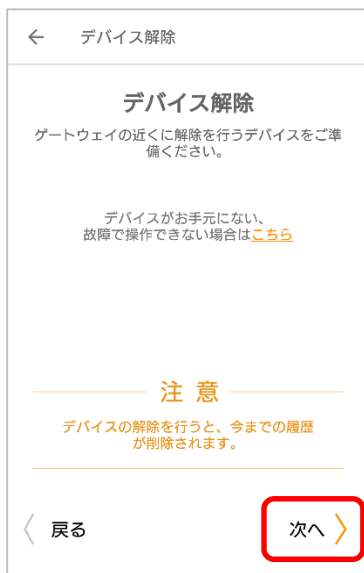 ← デバイス解除
デバイス解除
ゲートウェイの近くに解除を行うデバイスをご準
備ください。
デバイスがお手元にない、
故障で操作できない場合はこちら
注 意
デバイスの解除を行うと、今までの履歴
が削除されます。
戻る
次へ